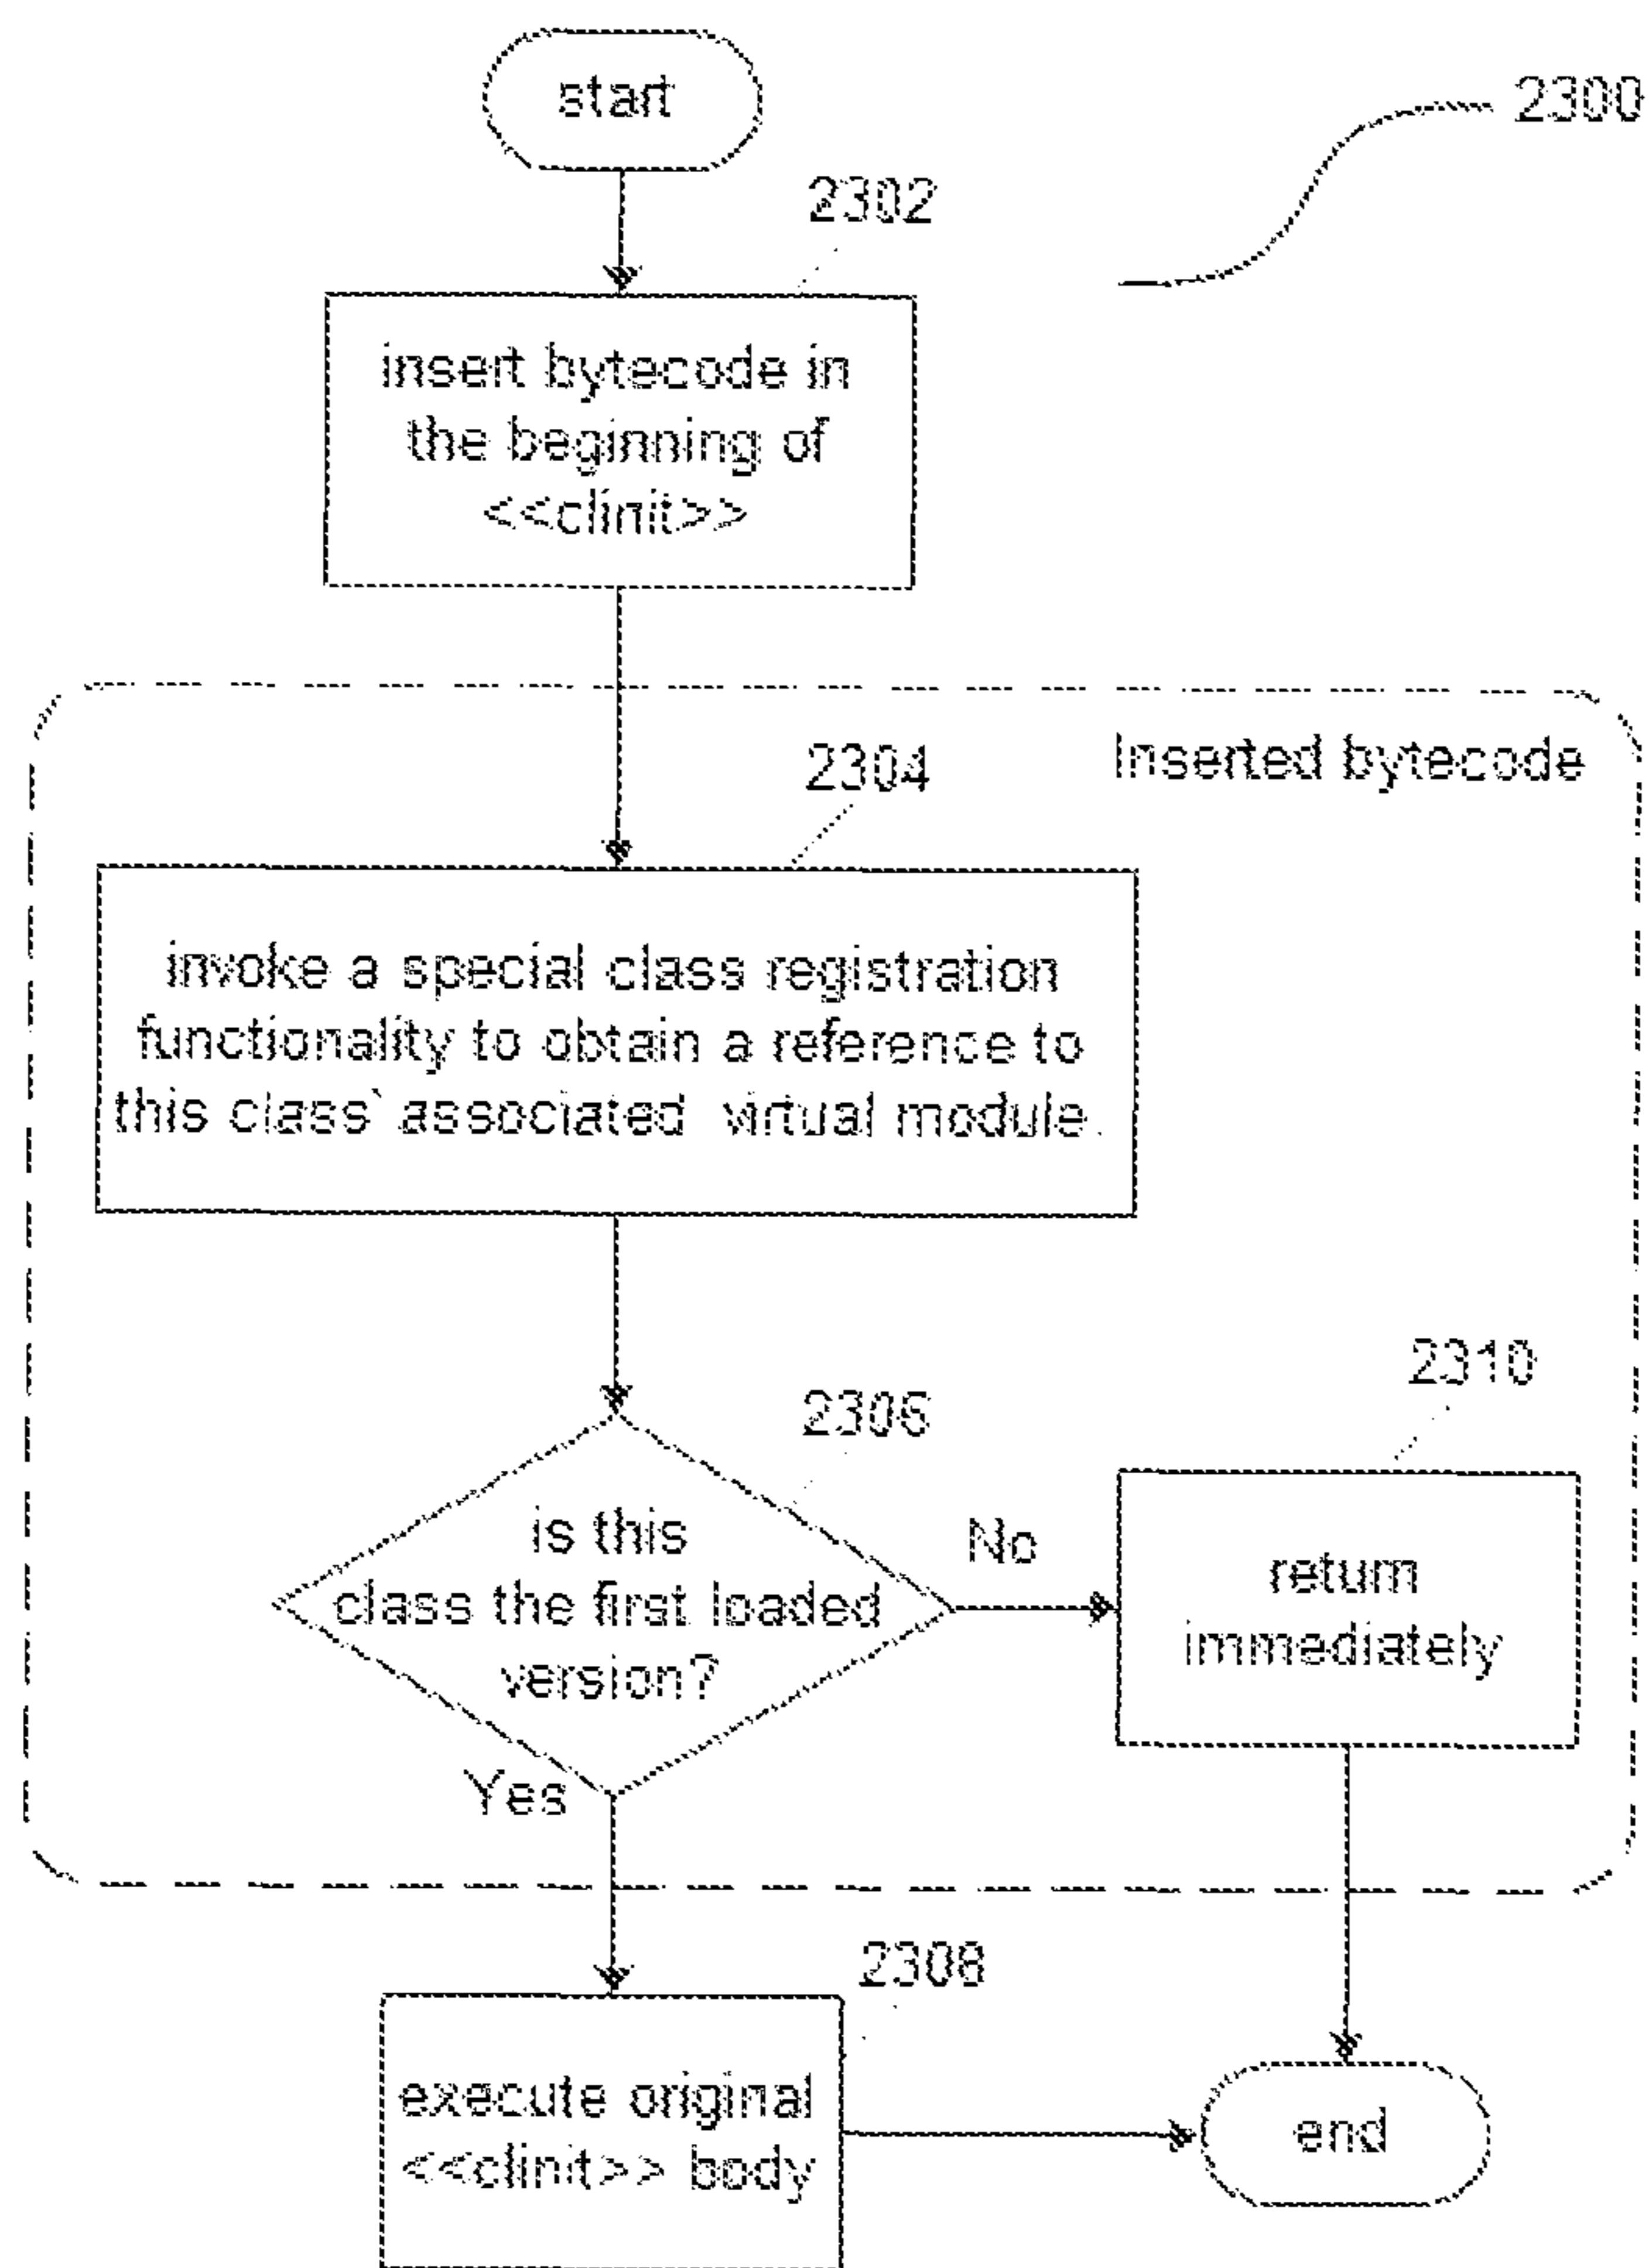 start
2300
2302
insert bytecode in
the beginning of
<<clinit>>
Inserted bytecode
2304
invoke a special class registration
functionality to obtain a reference to
this class` associated virtual module.
2306
is this
class the first loaded
version?
No
Yes
2310
return
immediately
2308
execute original
<<clinit>> body
end